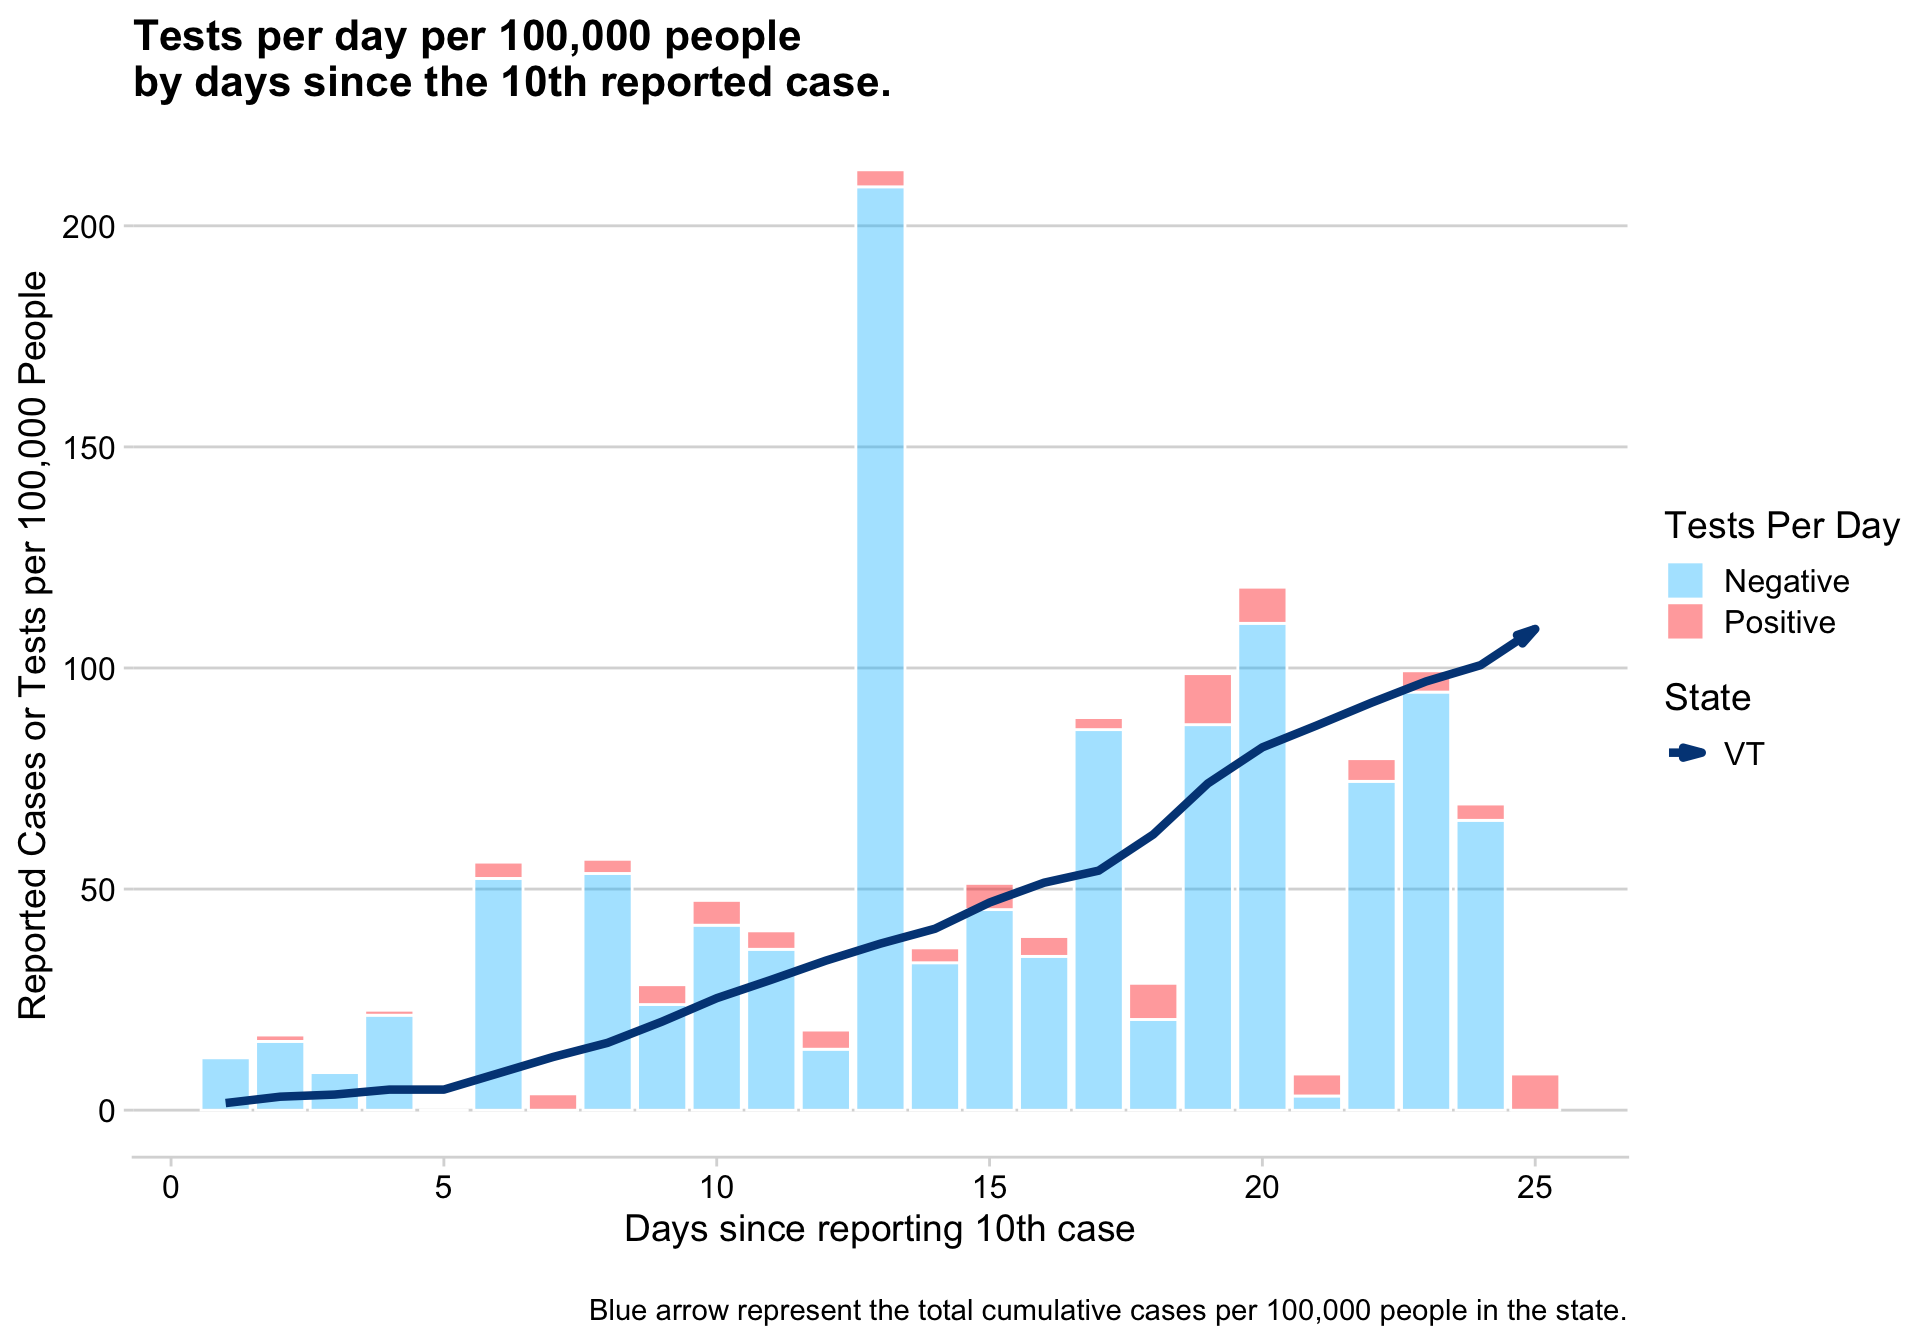 Tests per day per 100,000 people
by days since the 10th reported case.
Reported Cases or Tests per 100,000 People
200
150
100
50
0
0 5 10 15 20 25
Days since reporting 10th case
Tests Per Day
Negative
Positive
State
VT
Blue arrow represent the total cumulative cases per 100,000 people in the state.